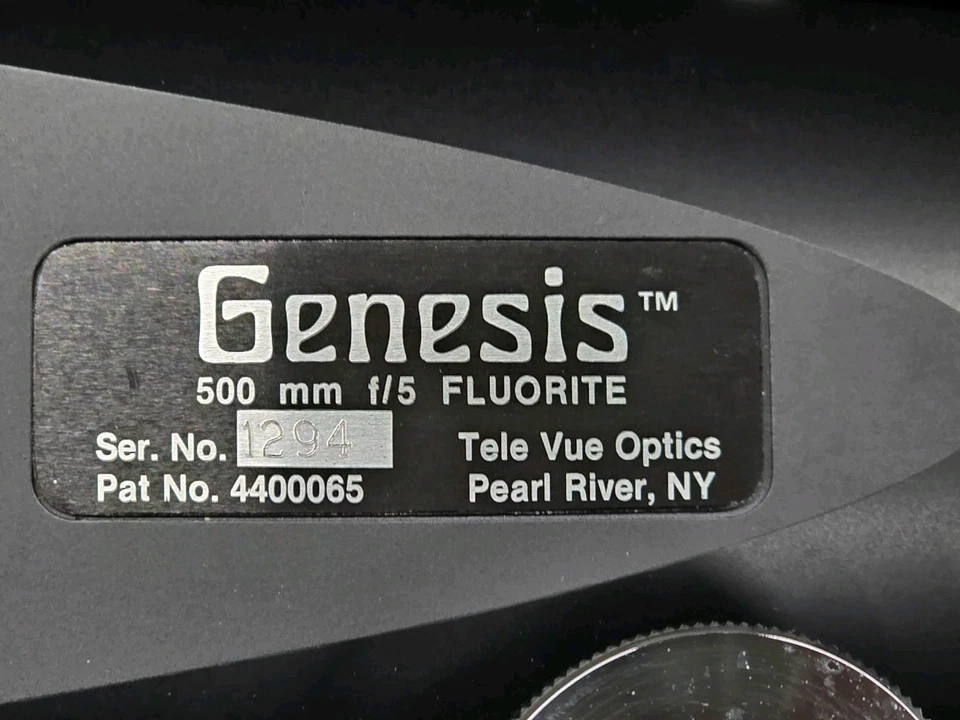 Genesis™
500 mm f/5 FLUORITE
Ser. No. 1294
Tele Vue Optics
Pat No. 4400065
Pearl River, NY